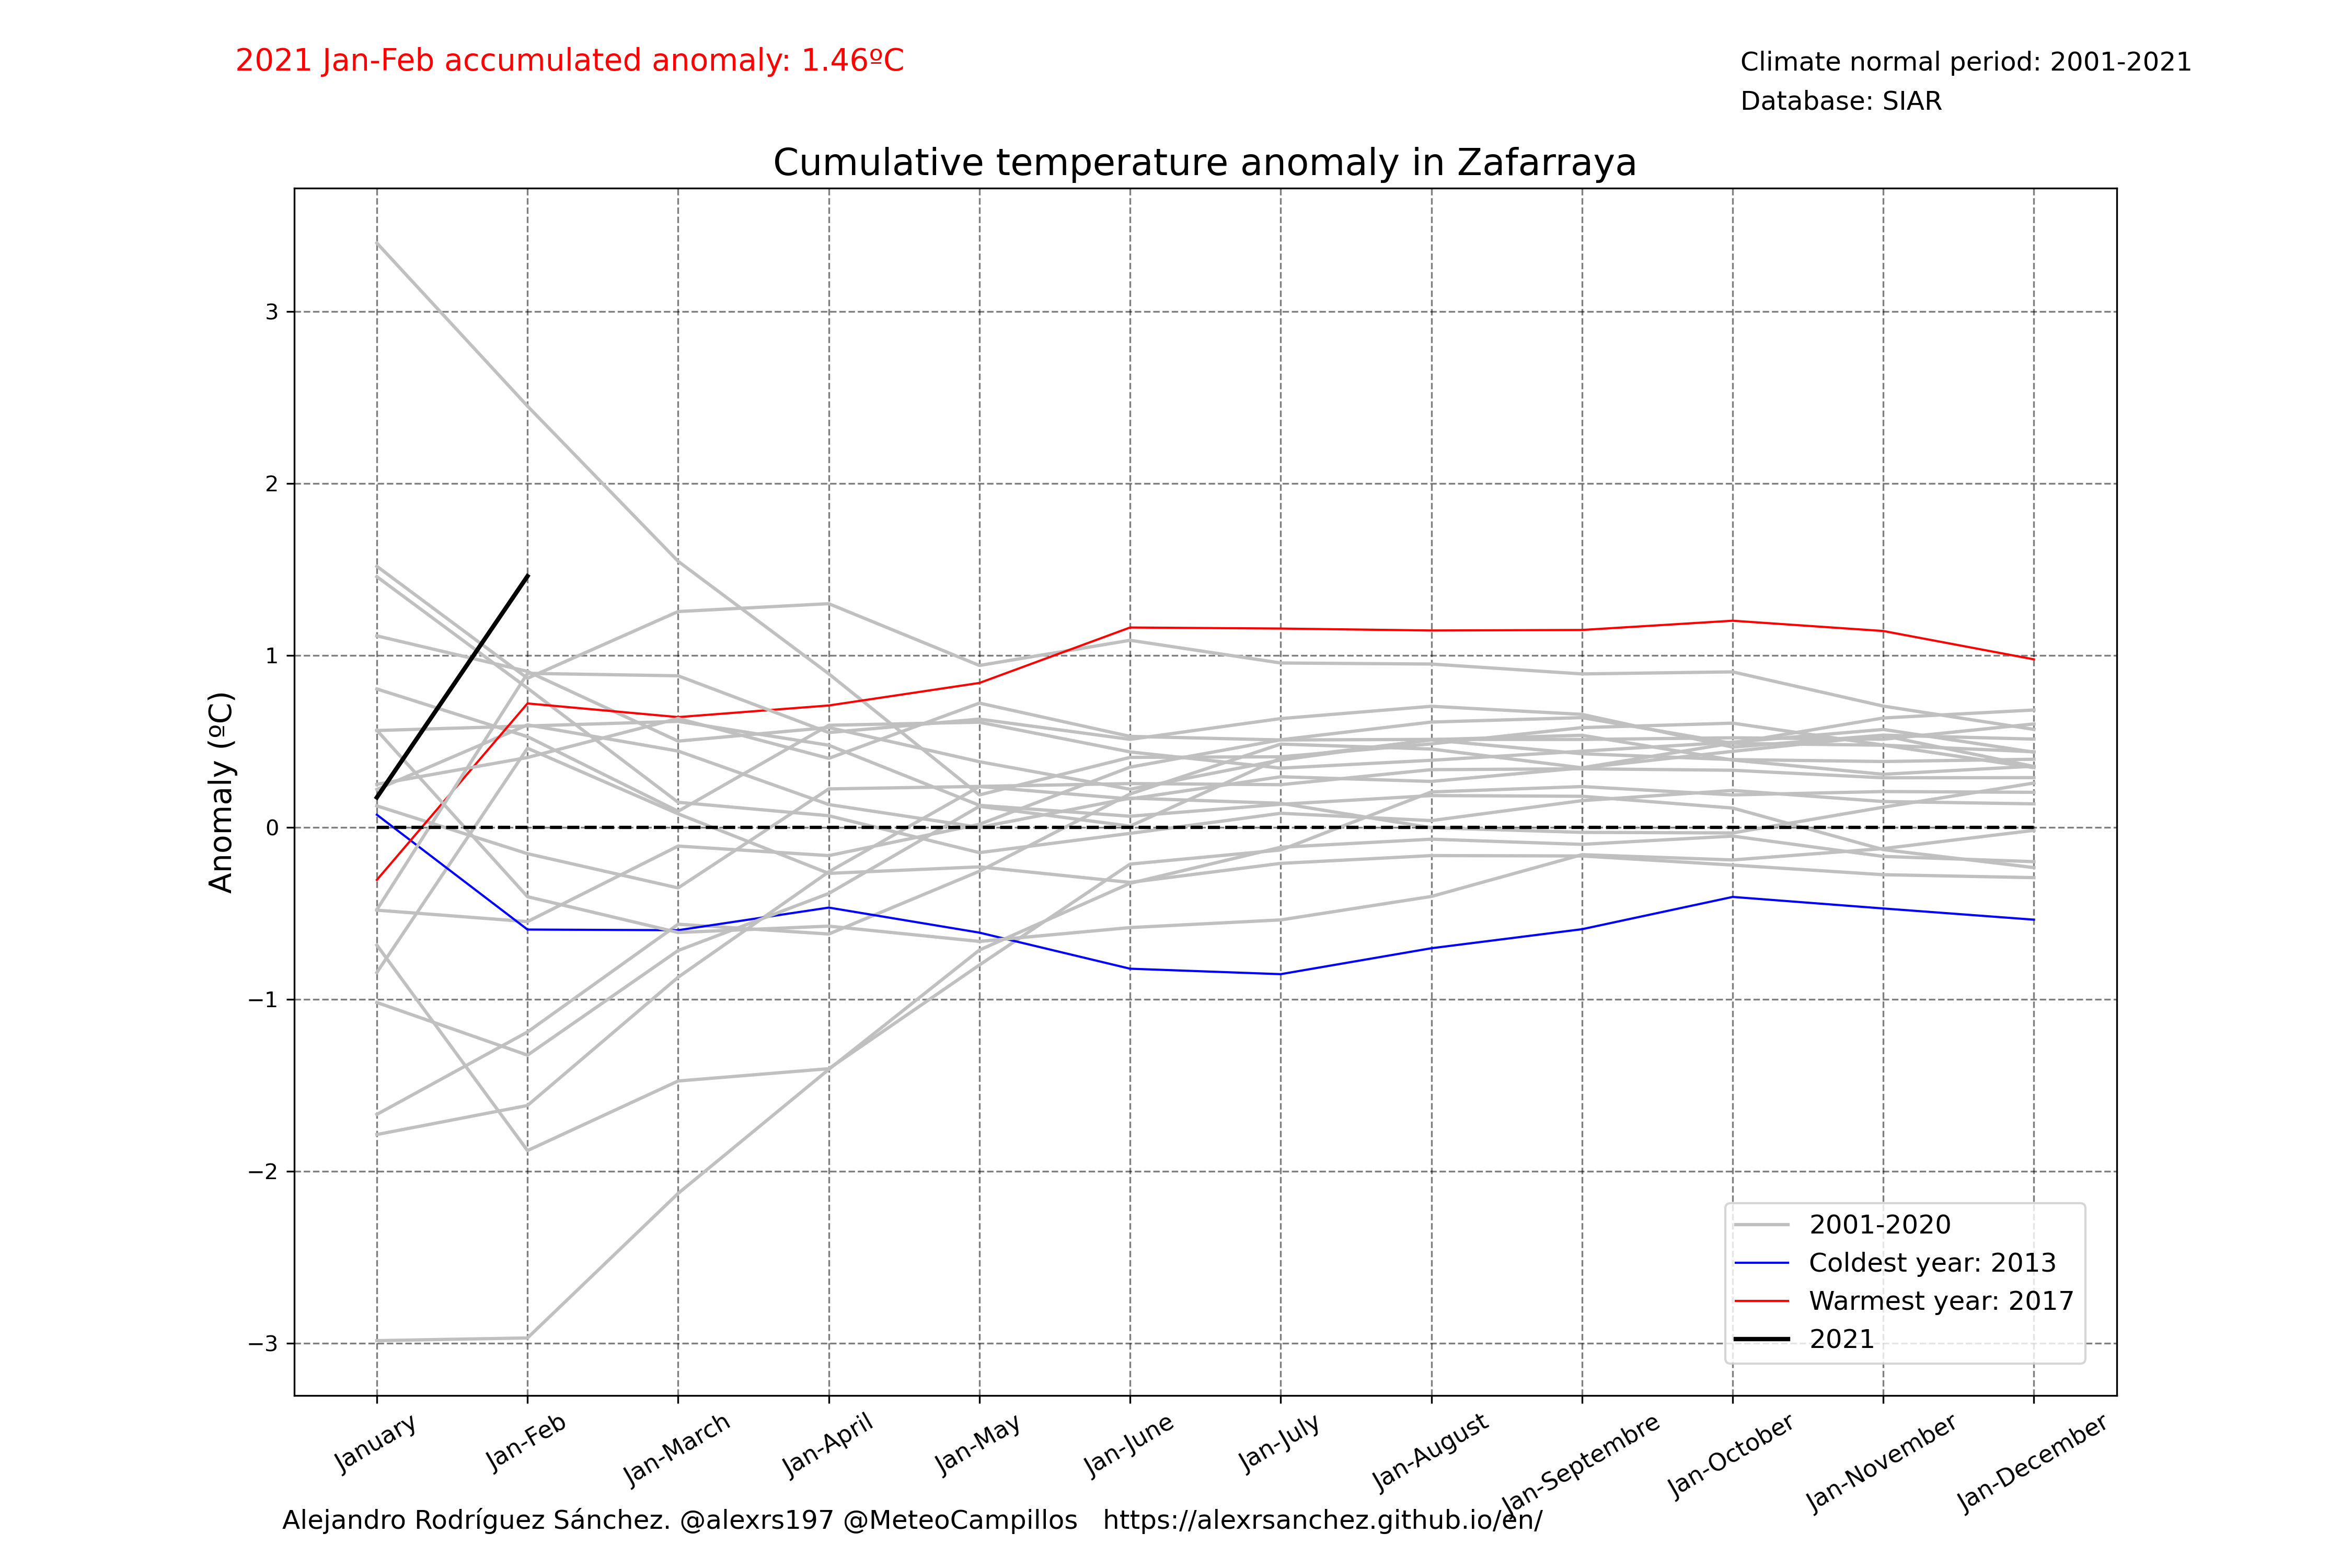 2021 Jan-Feb accumulated anomaly: 1.46ºC
Climate normal period: 2001-2021
Database: SIAR
Cumulative temperature anomaly in Zafarraya
Anomaly (ºC)
3
2
1
0
−1
−2
−3
2001-2020
Coldest year: 2013
Warmest year: 2017
2021
January
Jan-Feb
Jan-March
Jan-April
Jan-May
Jan-June
Jan-July
Jan-August
Jan-Septembre
Jan-October
Jan-November
Jan-December
Alejandro Rodríguez Sánchez. @alexrs197 @MeteoCampillos https://alexrsanchez.github.io/en/